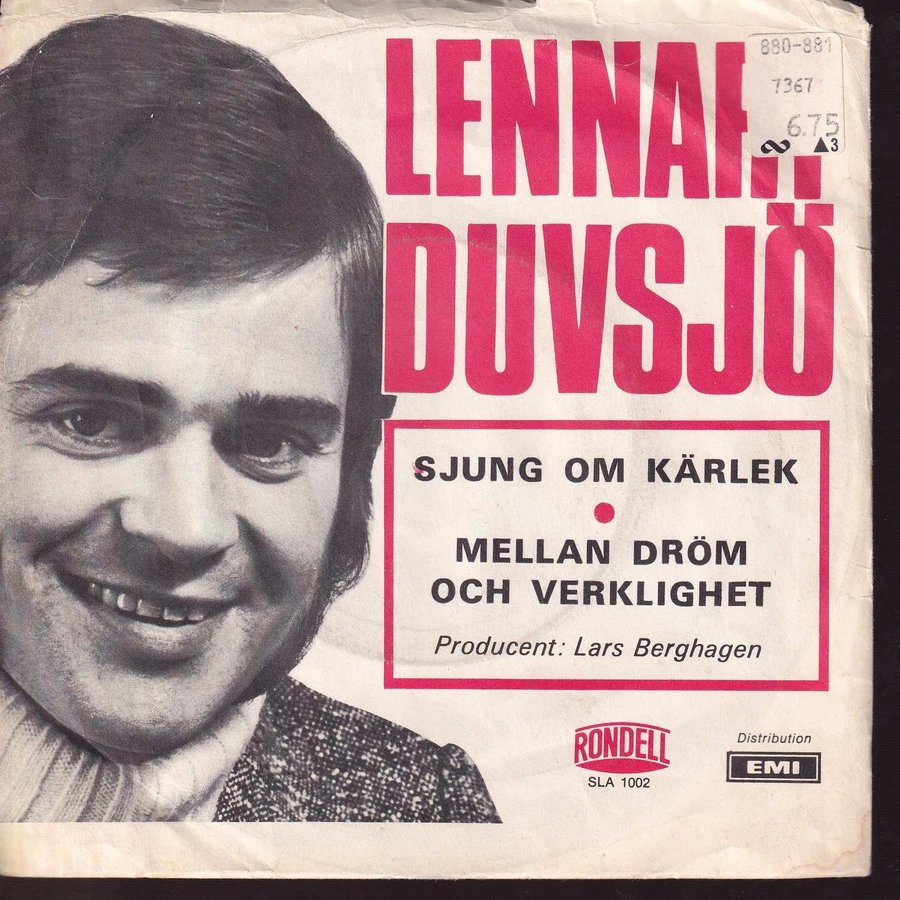 LENNART
DUVSJÖ
880-881
7367
6.75
▲3
SJUNG OM KÄRLEK
●
MELLAN DRÖM
OCH VERKLIGHET
Producent: Lars Berghagen
RONDELL
SLA 1002
Distribution
EMI